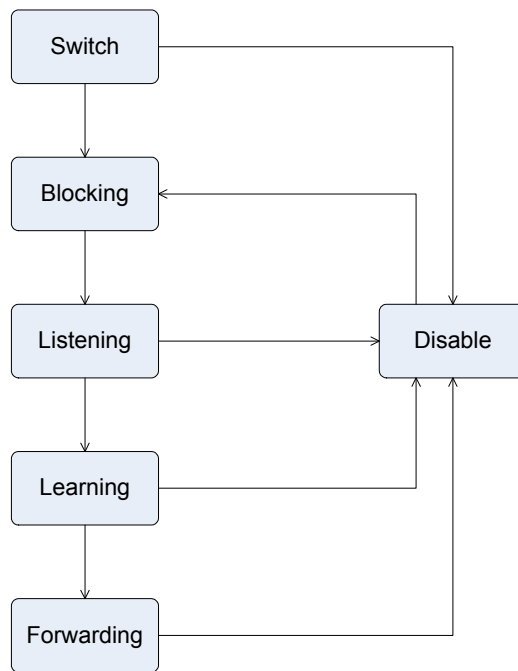 Switch
Blocking
Listening
Disable
Learning
Forwarding